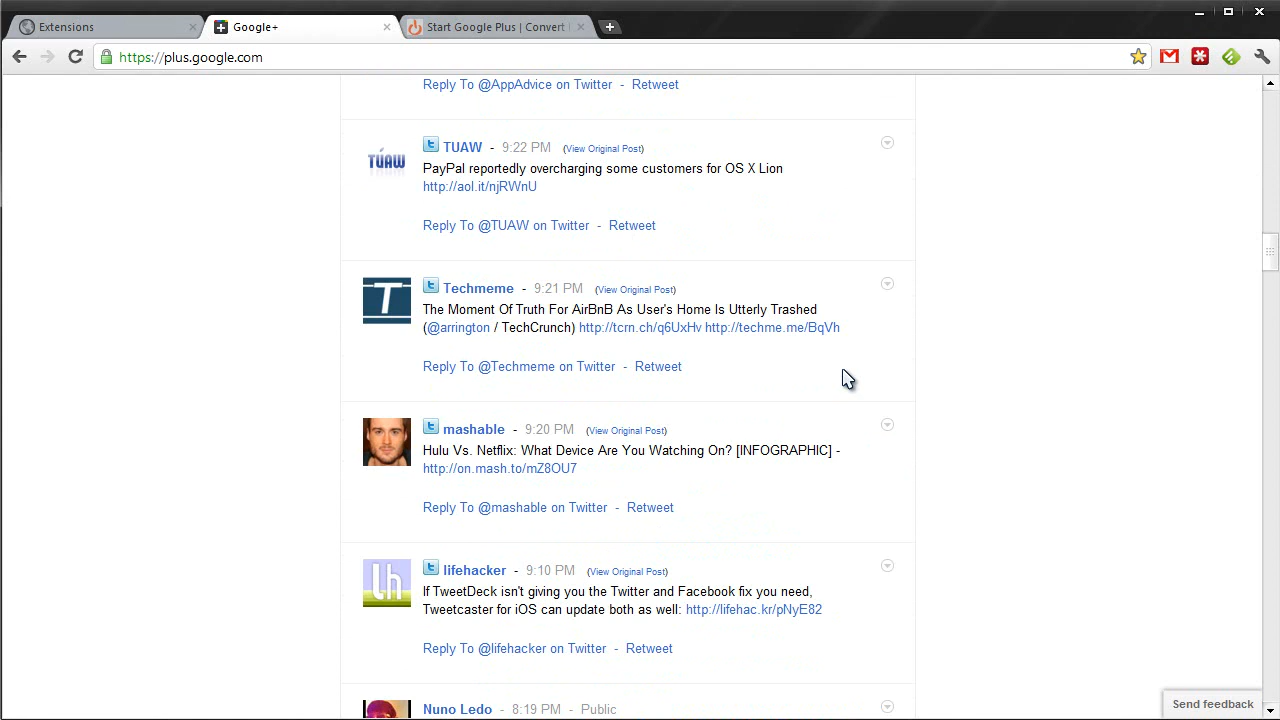 Extensions
Google+
Start Google Plus | Convert
https://plus.google.com
Reply To @AppAdvice on Twitter - Retweet
TUAW
TUAW - 9:22 PM (View Original Post)
PayPal reportedly overcharging some customers for OS X Lion
http://aol.it/njRWnU
Reply To @TUAW on Twitter - Retweet
T
Techmeme - 9:21 PM (View Original Post)
The Moment Of Truth For AirBnB As User's Home Is Utterly Trashed
(@arrington / TechCrunch) http://tcrn.ch/q6UxHv http://techme.me/BqVh
Reply To @Techmeme on Twitter - Retweet
mashable - 9:20 PM (View Original Post)
Hulu Vs. Netflix: What Device Are You Watching On? [INFOGRAPHIC] -
http://on.mash.to/mZ8OU7
Reply To @mashable on Twitter - Retweet
lh
lifehacker - 9:10 PM (View Original Post)
If TweetDeck isn't giving you the Twitter and Facebook fix you need,
Tweetcaster for iOS can update both as well: http://lifehac.kr/pNyE82
Reply To @lifehacker on Twitter - Retweet
Nuno Ledo - 8:19 PM - Public
Send feedback